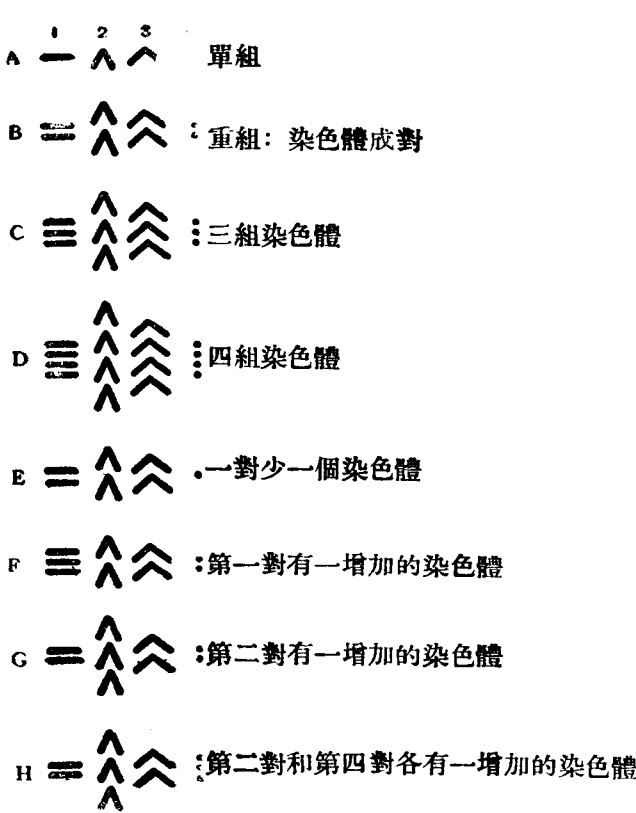 1 2 3
A 單組
B 重組：染色體成對
C 三組染色體
D 四組染色體
E 一對少一個染色體
F 第一對有一增加的染色體
G 第二對有一增加的染色體
H 第二對和第四對各有一增加的染色體